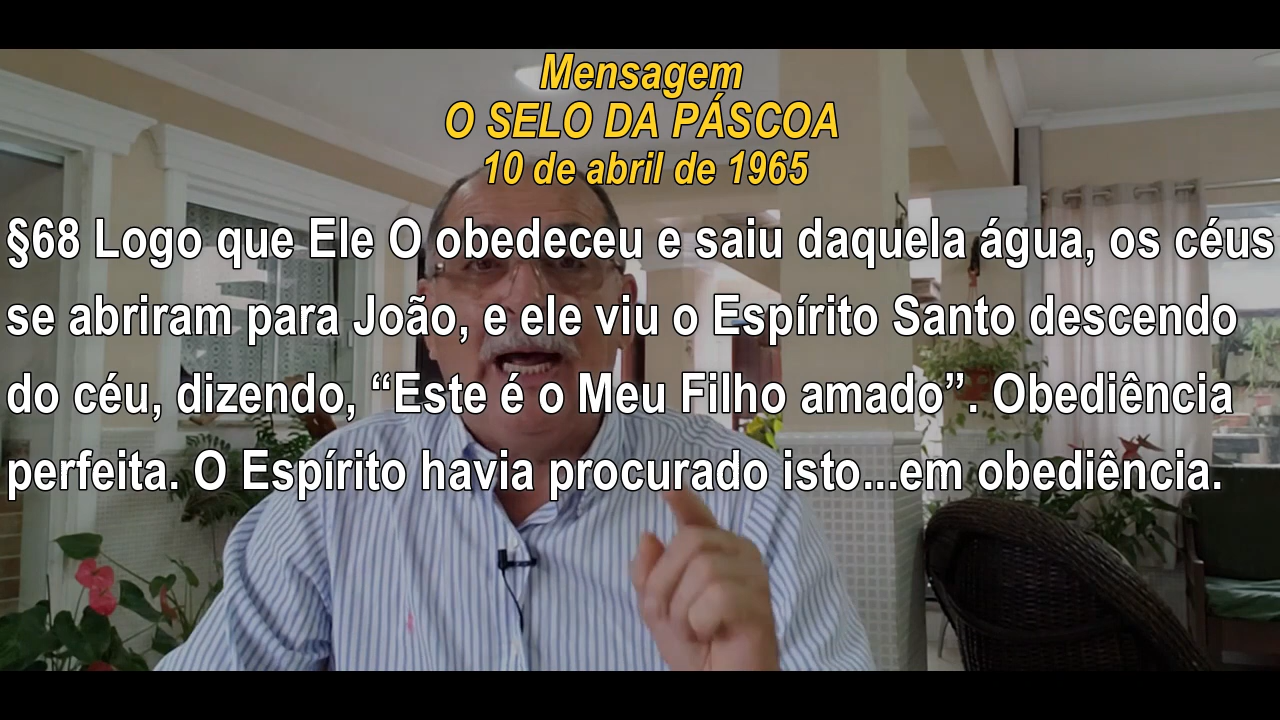 Mensagem
O SELO DA PÁSCOA
10 de abril de 1965
§68 Logo que Ele O obedeceu e saiu daquela água, os céus
se abriram para João, e ele viu o Espírito Santo descendo
do céu, dizendo, “Este é o Meu Filho amado”. Obediência
perfeita. O Espírito havia procurado isto...em obediência.